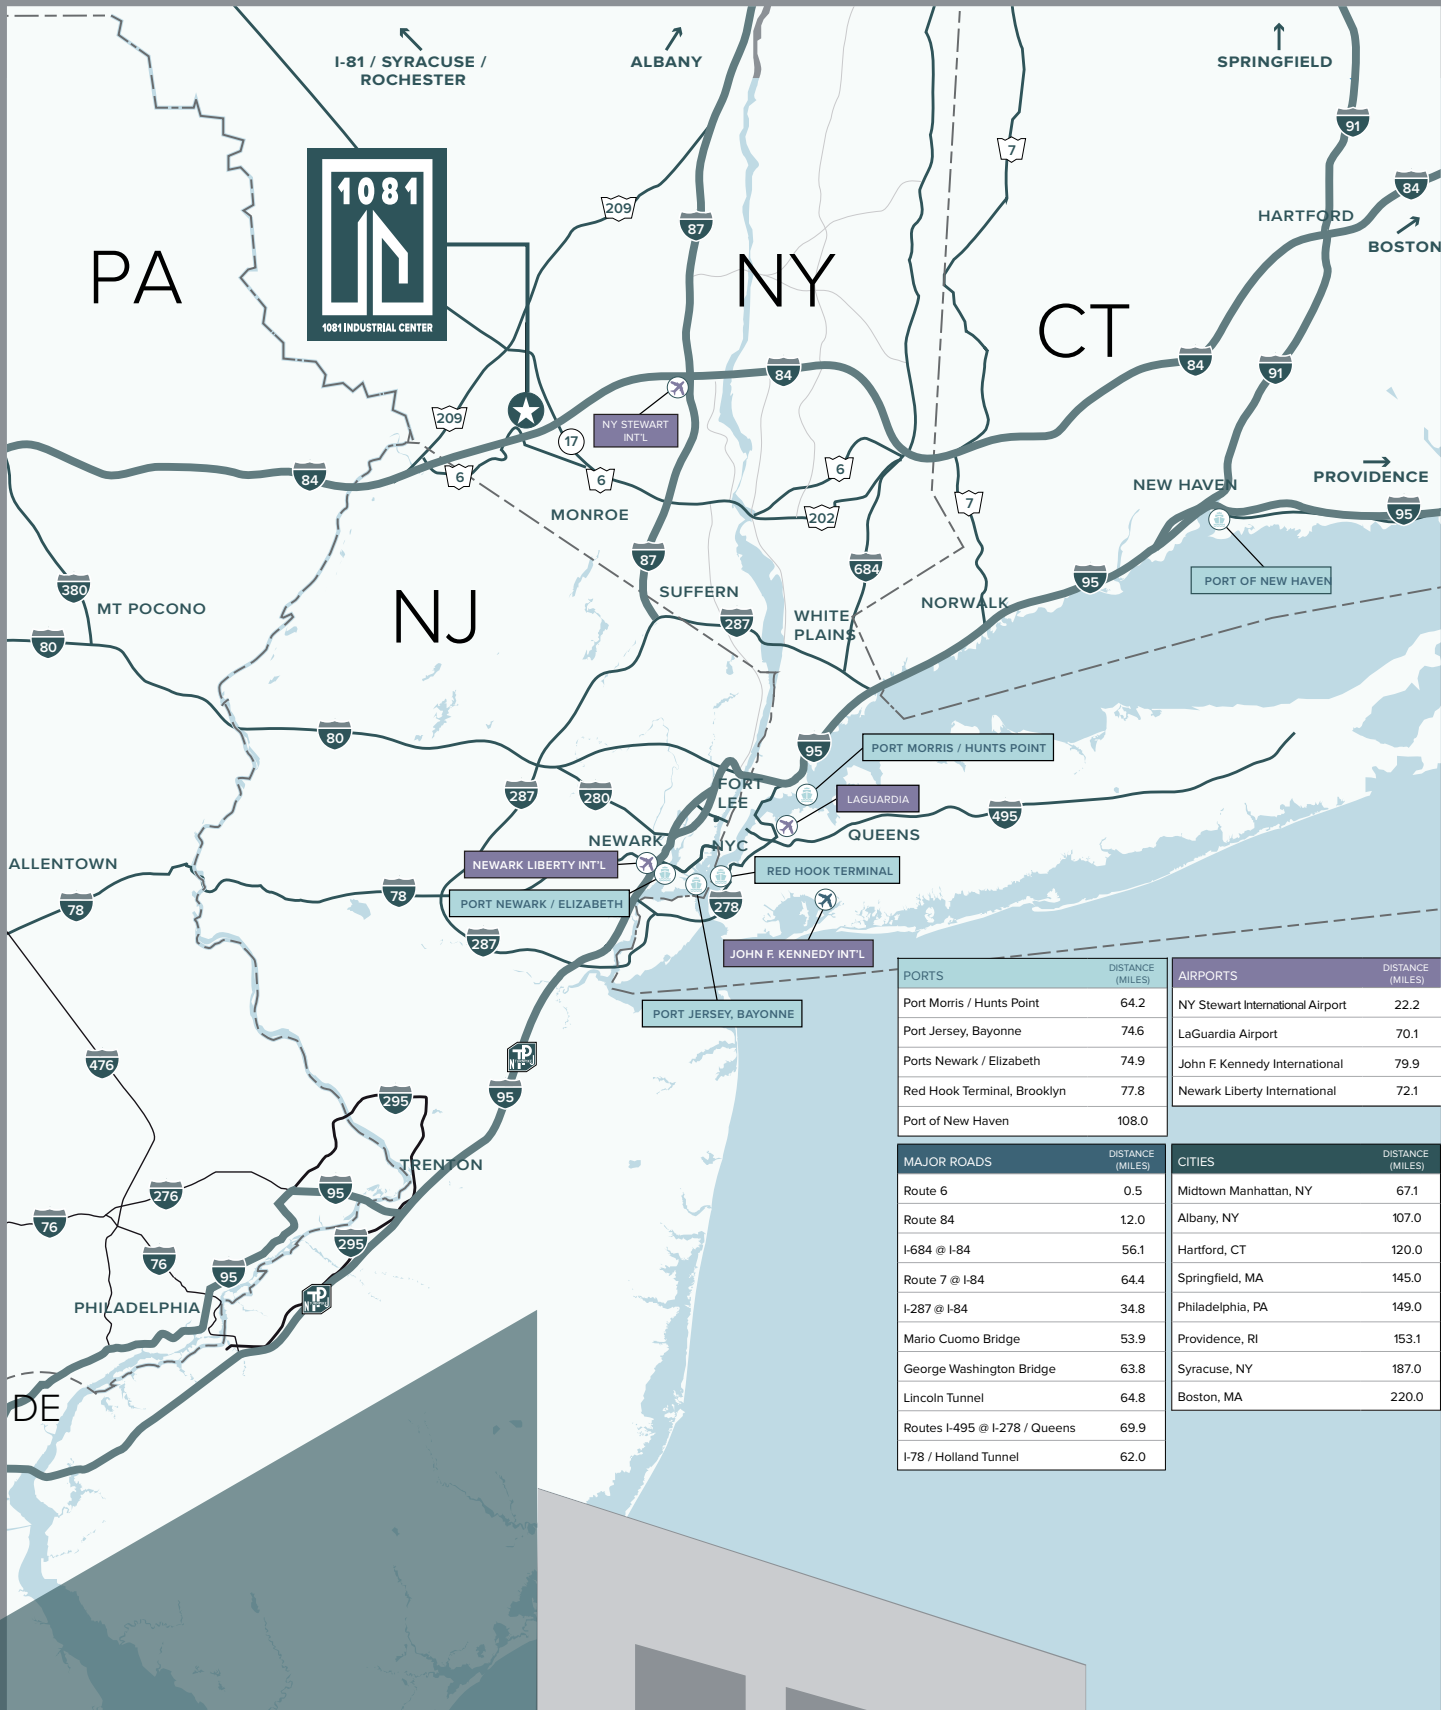 I-81 / SYRACUSE /
ROCHESTER
ALBANY
SPRINGFIELD
91
7
84
1081
209
HARTFORD
87
BOSTON
PA
NY
CT
1081 INDUSTRIAL CENTER
84
84
91
209
NY STEWART
INT'L
17
6
6
6
84
PROVIDENCE
NEW HAVEN
7
95
MONROE
202
87
684
95
PORT OF NEW HAVEN
380
SUFFERN
MT POCONO
NJ
WHITE
PLAINS
NORWALK
287
80
80
95
PORT MORRIS / HUNTS POINT
FORT
LEE
287
280
LAGUARDIA
495
NEWARK
NYC
QUEENS
ALLENTOWN
NEWARK LIBERTY INT'L
RED HOOK TERMINAL
78
78
PORT NEWARK / ELIZABETH
278
287
JOHN F. KENNEDY INT'L
PORT JERSEY, BAYONNE
PORTS DISTANCE
(MILES)
Port Morris / Hunts Point 64.2
Port Jersey, Bayonne 74.6
Ports Newark / Elizabeth 74.9
Red Hook Terminal, Brooklyn 77.8
Port of New Haven 108.0
AIRPORTS DISTANCE
(MILES)
NY Stewart International Airport 22.2
LaGuardia Airport 70.1
John F. Kennedy International 79.9
Newark Liberty International 72.1
MAJOR ROADS DISTANCE
(MILES)
Route 6 0.5
Route 84 12.0
I-684 @ I-84 56.1
Route 7 @ I-84 64.4
I-287 @ I-84 34.8
Mario Cuomo Bridge 53.9
George Washington Bridge 63.8
Lincoln Tunnel 64.8
Routes I-495 @ I-278 / Queens 69.9
I-78 / Holland Tunnel 62.0
CITIES DISTANCE
(MILES)
Midtown Manhattan, NY 67.1
Albany, NY 107.0
Hartford, CT 120.0
Springfield, MA 145.0
Philadelphia, PA 149.0
Providence, RI 153.1
Syracuse, NY 187.0
Boston, MA 220.0
476
95
295
TRENTON
276
95
76
295
76
95
PHILADELPHIA
DE